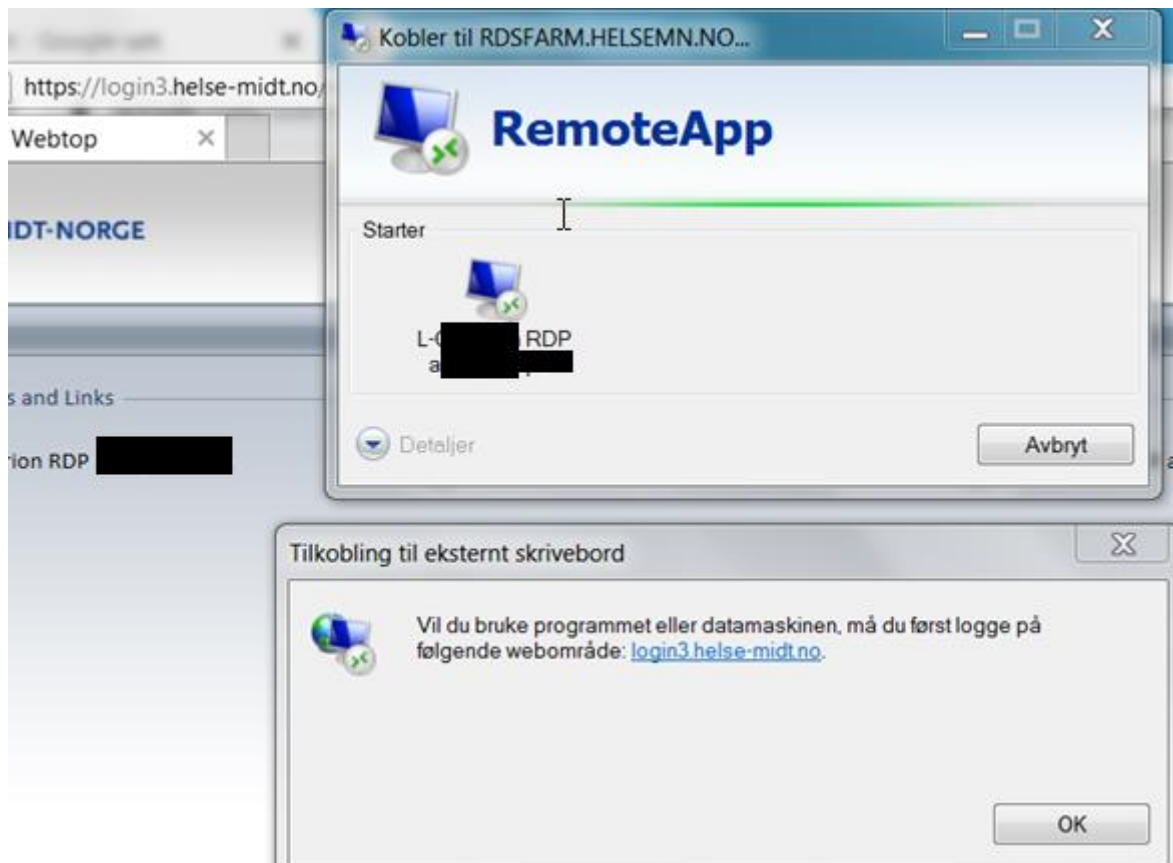 Kobler til RDSFARM.HELSEMN.NO...
https://login3.helse-midt.no/
Webtop
RemoteApp
IDT-NORGE
Starter
L- RDP
a
s and Links
rion RDP
Detaljer
Avbryt
Tilkobling til eksternt skrivebord
Vil du bruke programmet eller datamaskinen, må du først logge på
følgende webområde: login3.helse-midt.no.
OK